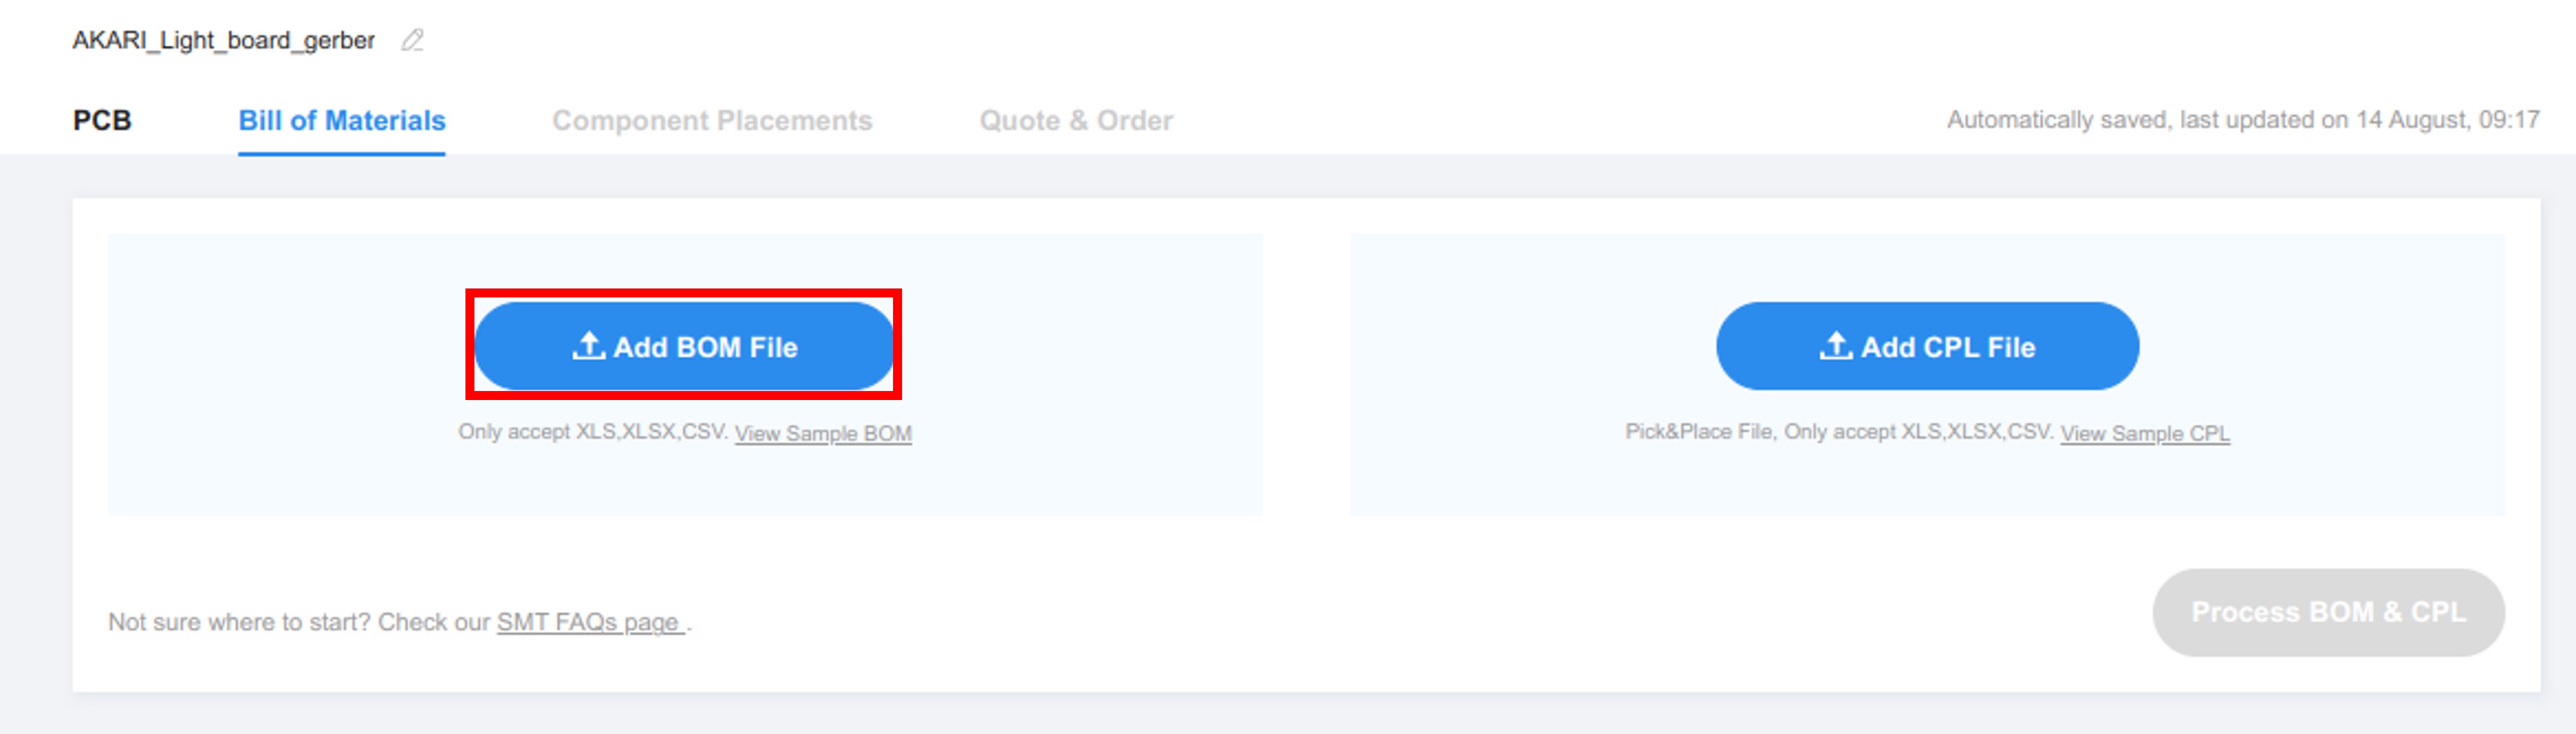 AKARI_Light_board_gerber
PCB Bill of Materials Component Placements Quote & Order Automatically saved, last updated on 14 August, 09:17
Add BOM File
Only accept XLS,XLSX,CSV. View Sample BOM
Add CPL File
Pick&Place File, Only accept XLS,XLSX,CSV. View Sample CPL
Not sure where to start? Check our SMT FAQs page .
Process BOM & CPL